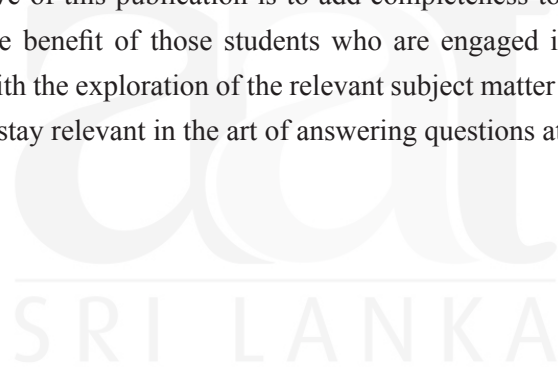 ve of this publication is to add completeness to
e benefit of those students who are engaged i
ith the exploration of the relevant subject matter
stay relevant in the art of answering questions at
aat
SRI LANKA